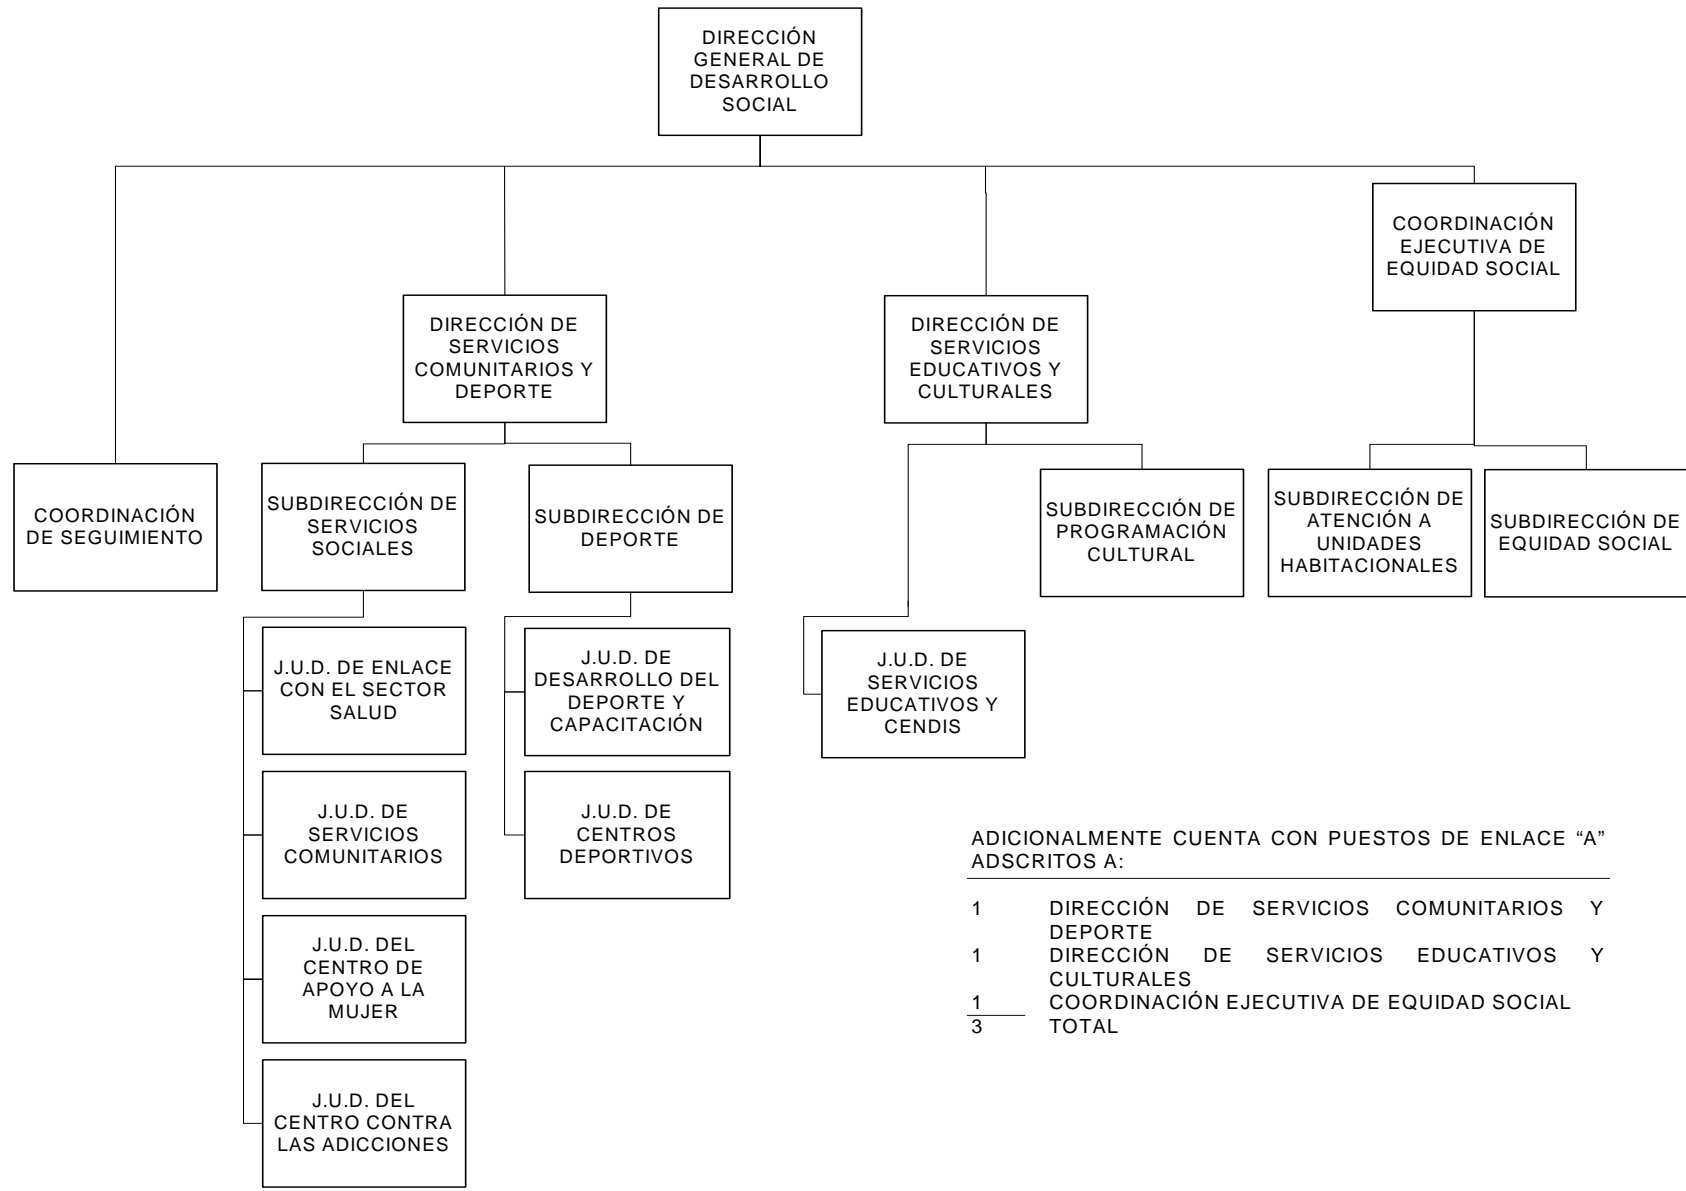 DIRECCIÓN
GENERAL DE
DESARROLLO
SOCIAL
COORDINACIÓN
EJECUTIVA DE
EQUIDAD SOCIAL
DIRECCIÓN DE
SERVICIOS
COMUNITARIOS Y
DEPORTE
DIRECCIÓN DE
SERVICIOS
EDUCATIVOS Y
CULTURALES
COORDINACIÓN
DE SEGUIMIENTO
SUBDIRECCIÓN DE
SERVICIOS
SOCIALES
SUBDIRECCIÓN DE
DEPORTE
SUBDIRECCIÓN DE
PROGRAMACIÓN
CULTURAL
SUBDIRECCIÓN DE
ATENCIÓN A
UNIDADES
HABITACIONALES
SUBDIRECCIÓN DE
EQUIDAD SOCIAL
J.U.D. DE ENLACE
CON EL SECTOR
SALUD
J.U.D. DE
DESARROLLO DEL
DEPORTE Y
CAPACITACIÓN
J.U.D. DE
SERVICIOS
EDUCATIVOS Y
CENDIS
J.U.D. DE
SERVICIOS
COMUNITARIOS
J.U.D. DE
CENTROS
DEPORTIVOS
J.U.D. DEL
CENTRO DE
APOYO A LA
MUJER
J.U.D. DEL
CENTRO CONTRA
LAS ADICCIONES
ADICIONALMENTE CUENTA CON PUESTOS DE ENLACE “A”
ADSCRITOS A:
1 DIRECCIÓN DE SERVICIOS COMUNITARIOS Y
DEPORTE
1 DIRECCIÓN DE SERVICIOS EDUCATIVOS Y
CULTURALES
1 COORDINACIÓN EJECUTIVA DE EQUIDAD SOCIAL
3 TOTAL